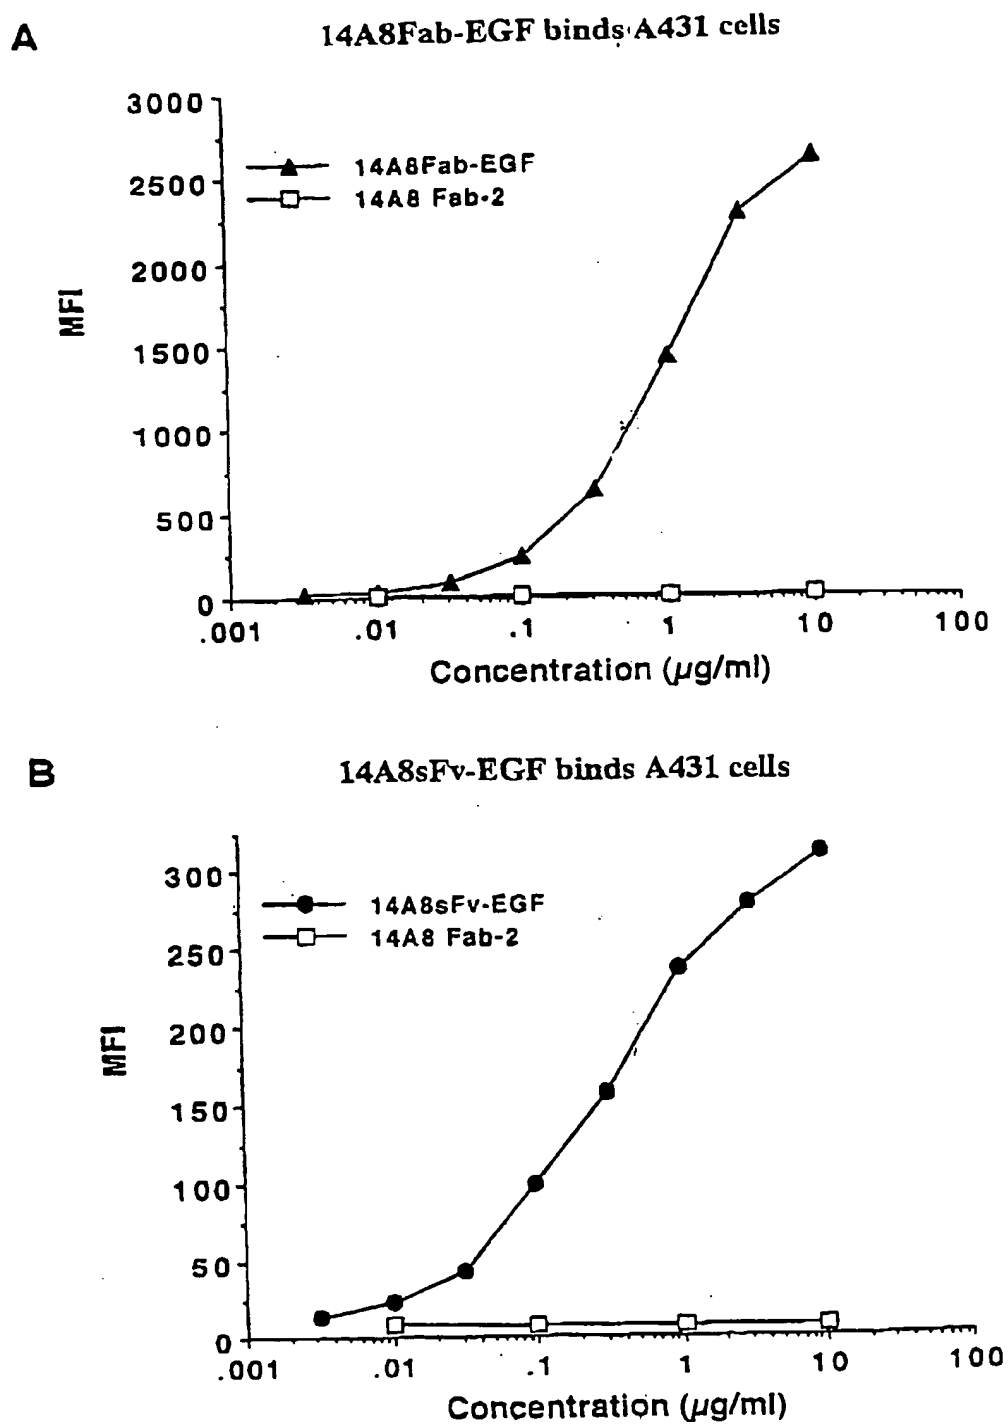 A
14A8Fab-EGF binds A431 cells
3000
2500
2000
1500
1000
500
0
MFI
14A8Fab-EGF
14A8 Fab-2
.001
.01
.1
1
10
100
Concentration (µg/ml)
B
14A8sFv-EGF binds A431 cells
300
250
200
150
100
50
0
MFI
14A8sFv-EGF
14A8 Fab-2
.001
.01
.1
1
10
100
Concentration (µg/ml)